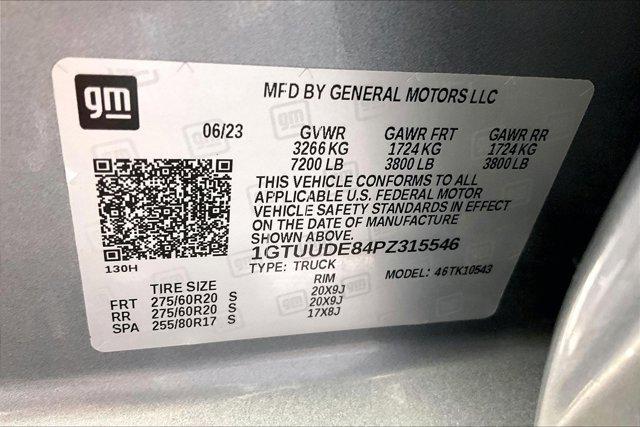 gm
MFD BY GENERAL MOTORS LLC
06/23 GVWR GAWR FRT GAWR RR
3266 KG 1724 KG 1724 KG
7200 LB 3800 LB 3800 LB
THIS VEHICLE CONFORMS TO ALL
APPLICABLE U.S. FEDERAL MOTOR
VEHICLE SAFETY STANDARDS IN EFFECT
ON THE DATE OF MANUFACTURE
SHOWN ABOVE.
1GTUUDE84PZ315546
130H
TYPE: TRUCK MODEL: 46TK10543
TIRE SIZE RIM
FRT 275/60R20 S 20X9J
RR 275/60R20 S 20X9J
SPA 255/80R17 S 17X8J